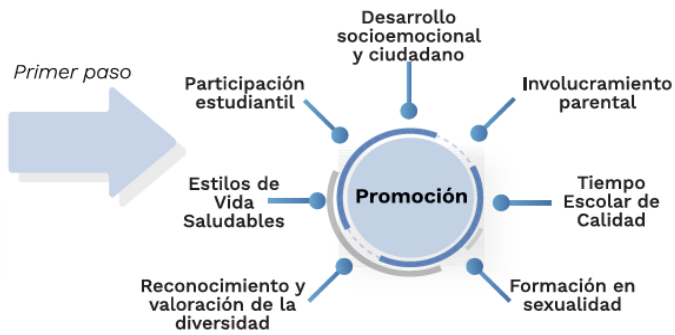 Primer paso
Desarrollo
socioemocional
y ciudadano
Participación
estudiantil
Involucramiento
parental
Estilos de
Vida
Saludables
Promoción
Tiempo
Escolar de
Calidad
Reconocimiento y
valoración de la
diversidad
Formación en
sexualidad